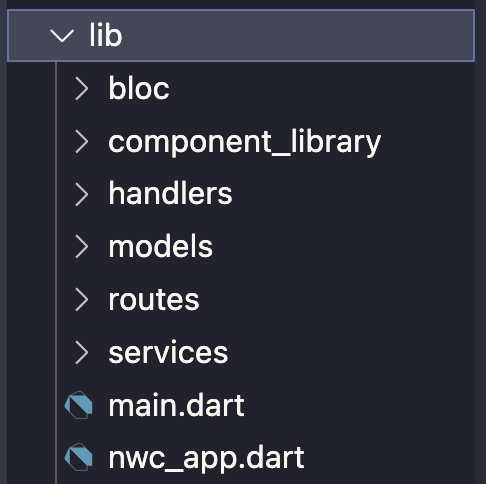 lib
bloc
component_library
handlers
models
routes
services
main.dart
nwc_app.dart